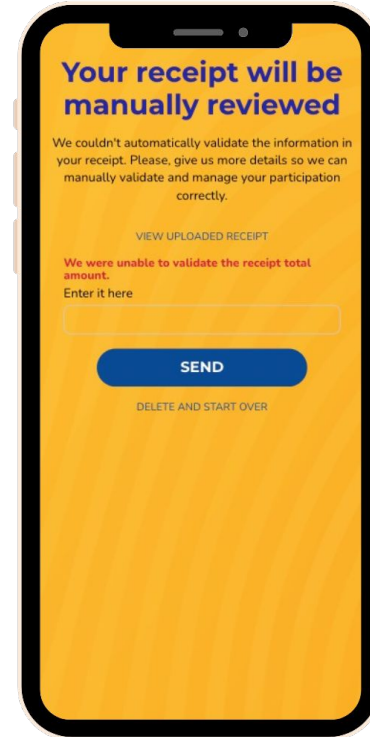 Your receipt will be
manually reviewed
We couldn't automatically validate the information in
your receipt. Please, give us more details so we can
manually validate and manage your participation
correctly.
VIEW UPLOADED RECEIPT
We were unable to validate the receipt total
amount.
Enter it here
SEND
DELETE AND START OVER